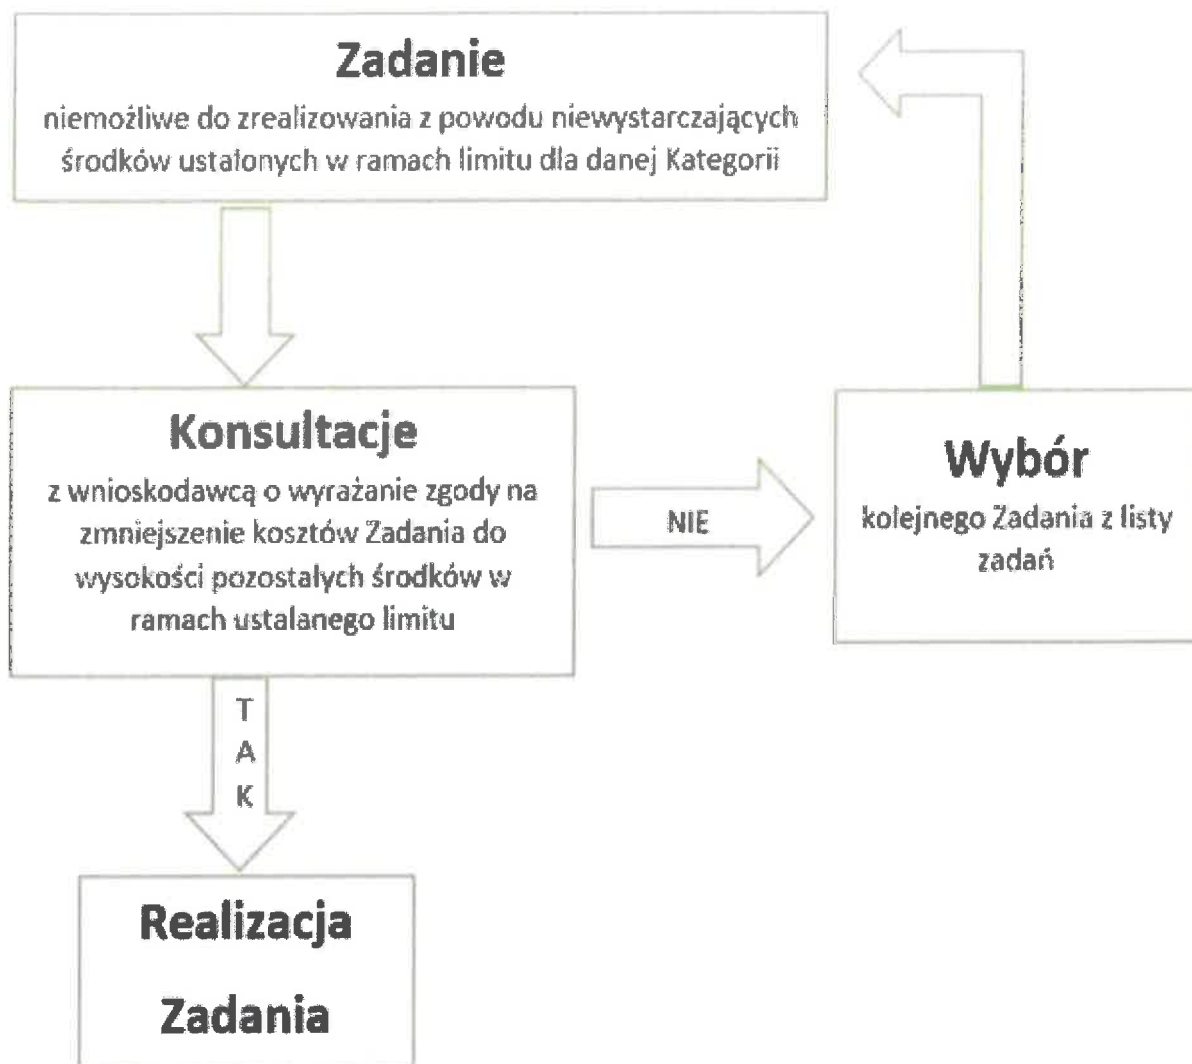 Zadanie
niemożliwe do zrealizowania z powodu niewystarczających
środków ustalonych w ramach limitu dla danej Kategorii
Konsultacje
z wnioskodawcą o wyrażanie zgody na
zmniejszenie kosztów Zadania do
wysokości pozostałych środków w
ramach ustalanego limitu
NIE
Wybór
kolejnego Zadania z listy
zadań
T
A
K
Realizacja
Zadania